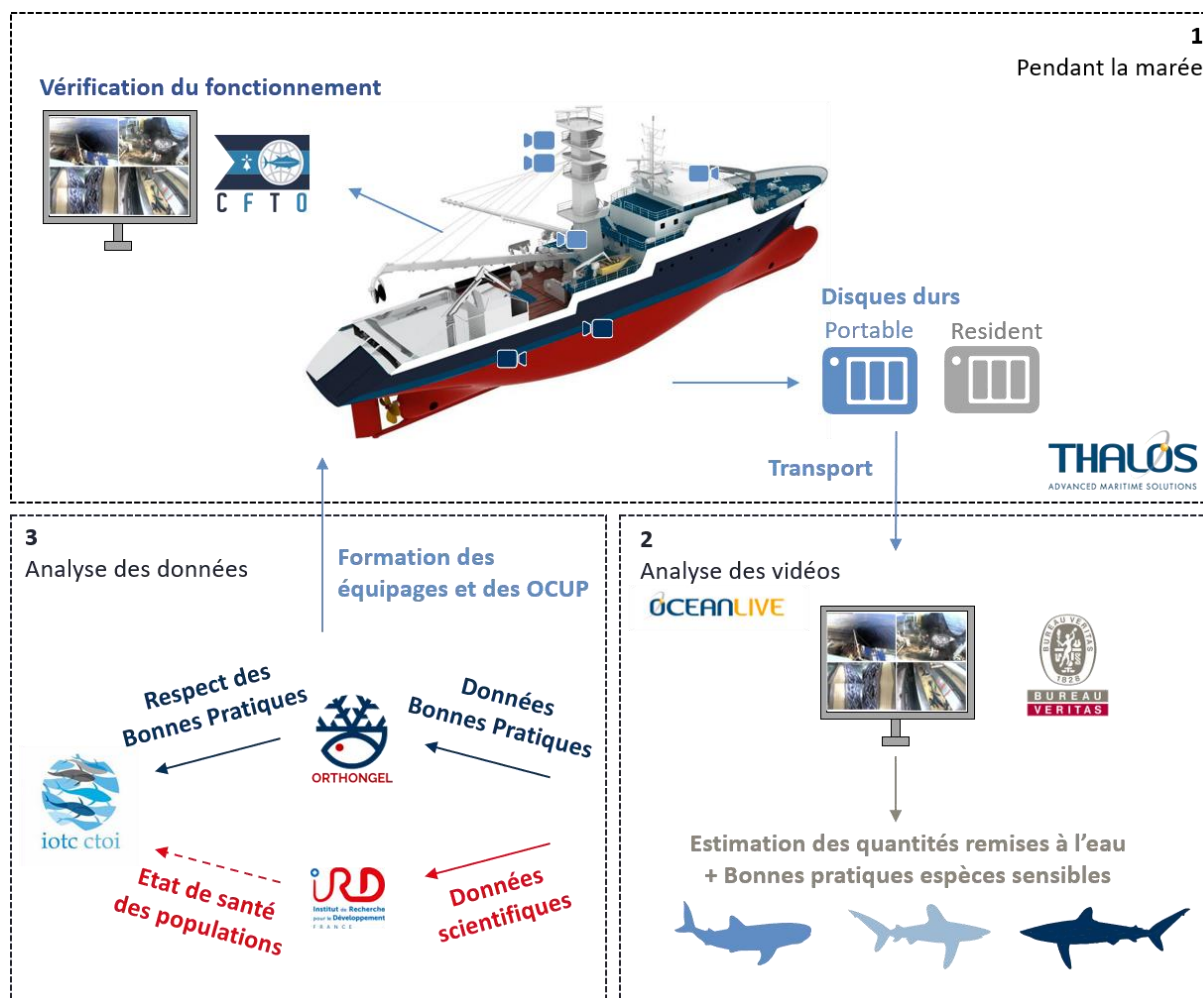 1
Pendant la marée
Vérification du fonctionnement
CFTO
Disques durs
Portable
Resident
Transport
THALOS
ADVANCED MARITIME SOLUTIONS
3
Analyse des données
Formation des
équipages et des OCUP
Respect des
Bonnes Pratiques
Données
Bonnes Pratiques
ORTHONGEL
iotc ctoi
Etat de santé
des populations
IRD
Institut de Recherche
pour le Développement
FRANCE
Données
scientifiques
2
Analyse des vidéos
OCEANLIVE
BUREAU VERITAS
1828
BUREAU
VERITAS
Estimation des quantités remises à l'eau
+ Bonnes pratiques espèces sensibles